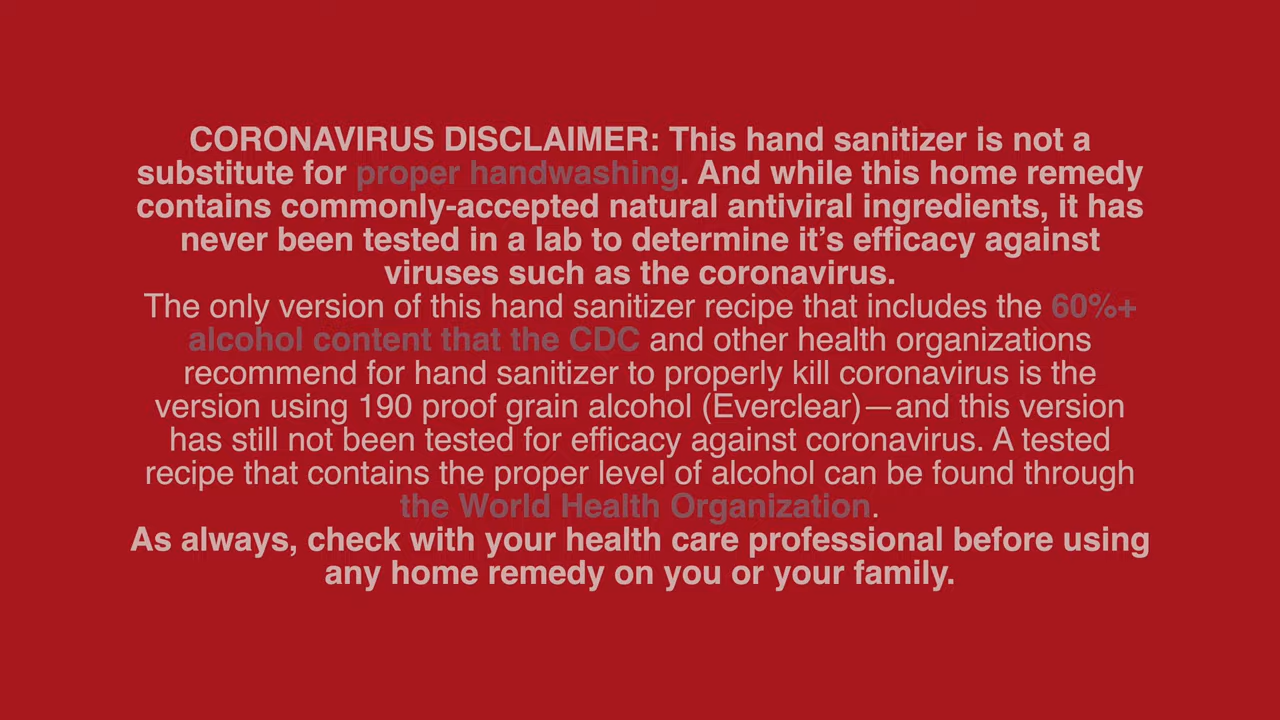 CORONAVIRUS DISCLAIMER: This hand sanitizer is not a
substitute for proper handwashing. And while this home remedy
contains commonly-accepted natural antiviral ingredients, it has
never been tested in a lab to determine it’s efficacy against
viruses such as the coronavirus.
The only version of this hand sanitizer recipe that includes the 60%+
alcohol content that the CDC and other health organizations
recommend for hand sanitizer to properly kill coronavirus is the
version using 190 proof grain alcohol (Everclear)—and this version
has still not been tested for efficacy against coronavirus. A tested
recipe that contains the proper level of alcohol can be found through
the World Health Organization.
As always, check with your health care professional before using
any home remedy on you or your family.